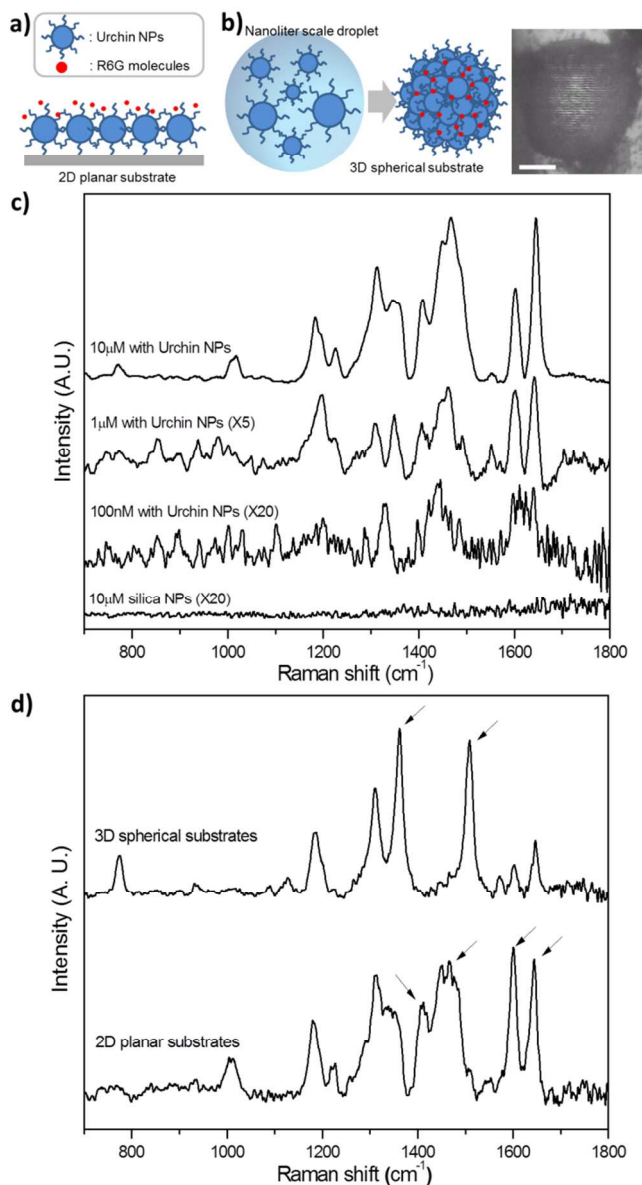 a)
: Urchin NPs
: R6G molecules
2D planar substrate
b)
Nanoliter scale droplet
3D spherical substrate
c)
Intensity (A.U.)
10μM with Urchin NPs
1μM with Urchin NPs (X5)
100nM with Urchin NPs (X20)
10μM silica NPs (X20)
800 1000 1200 1400 1600 1800
Raman shift (cm⁻¹)
d)
Intensity (A. U.)
3D spherical substrates
2D planar substrates
800 1000 1200 1400 1600 1800
Raman shift (cm⁻¹)